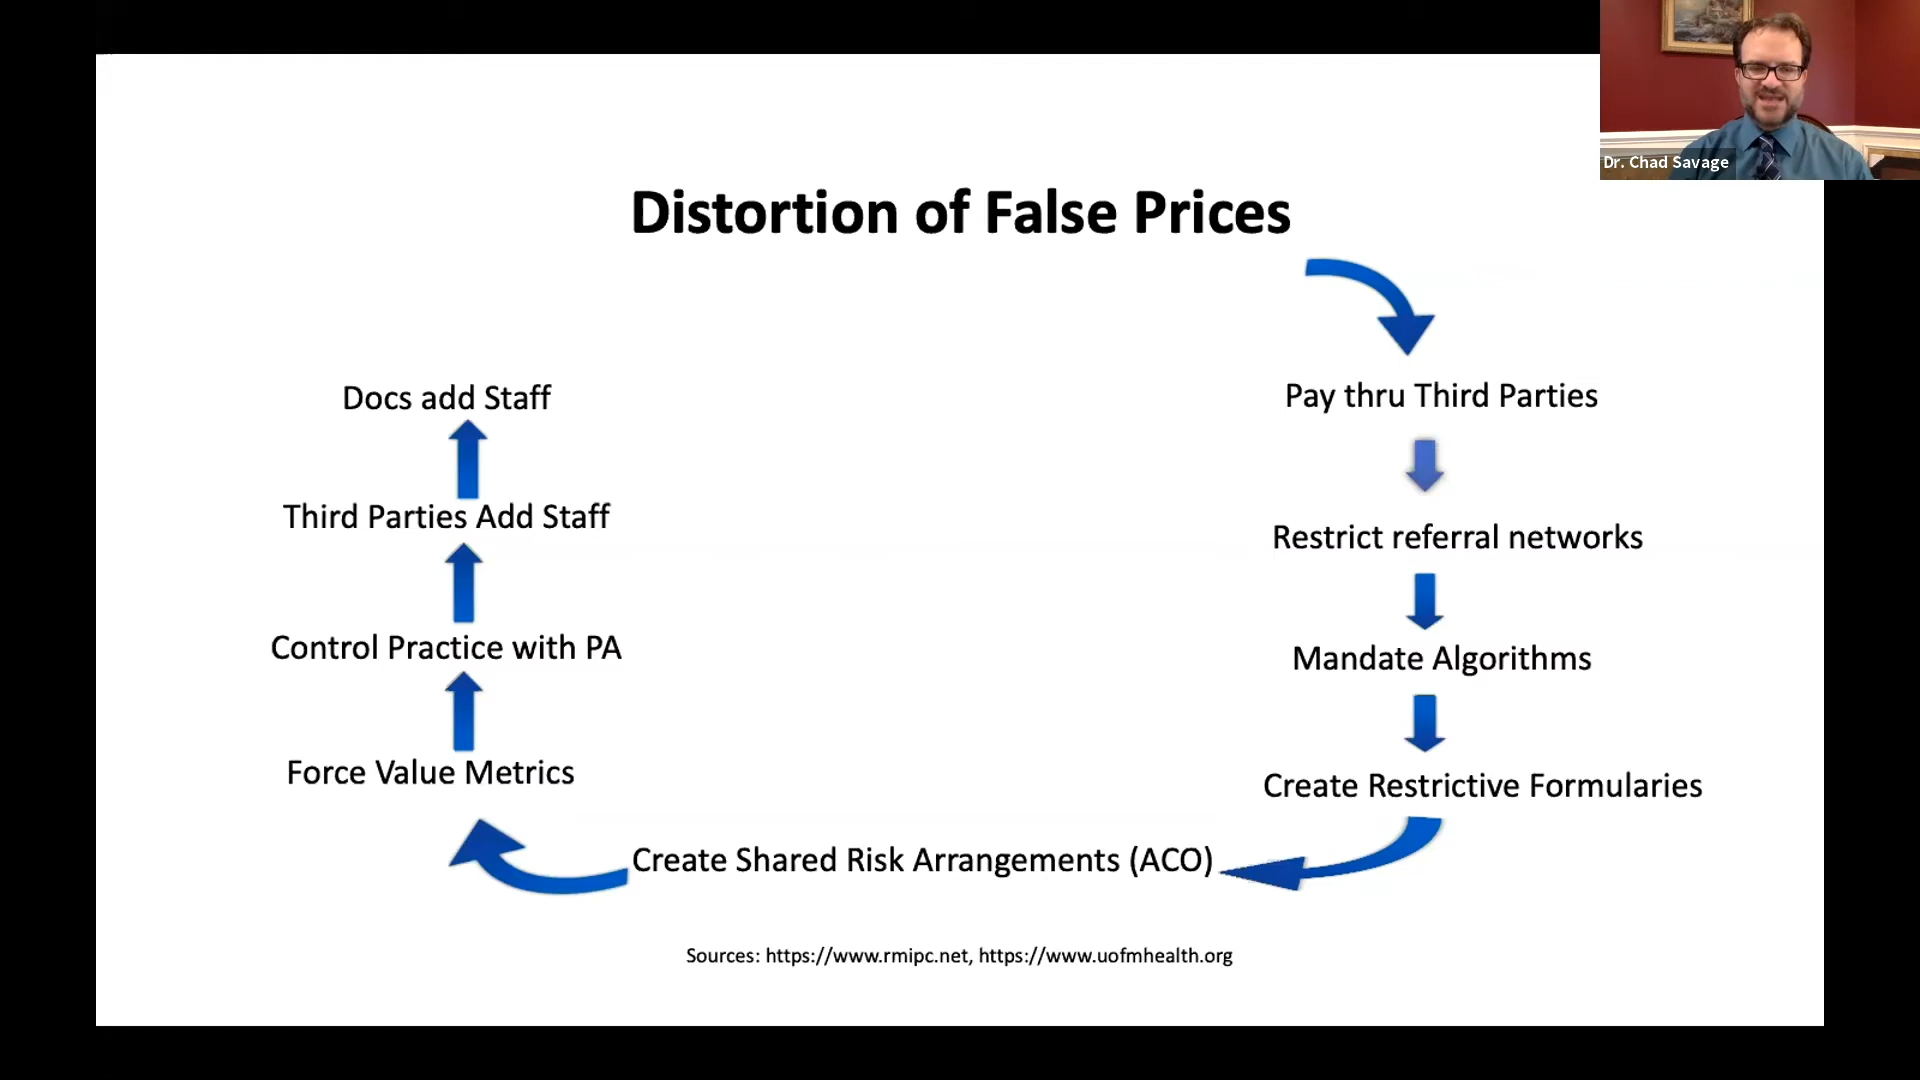 Dr. Chad Savage
Distortion of False Prices
Pay thru Third Parties
Restrict referral networks
Mandate Algorithms
Create Restrictive Formularies
Create Shared Risk Arrangements (ACO)
Force Value Metrics
Control Practice with PA
Third Parties Add Staff
Docs add Staff
Sources: https://www.rmipc.net, https://www.uofmhealth.org